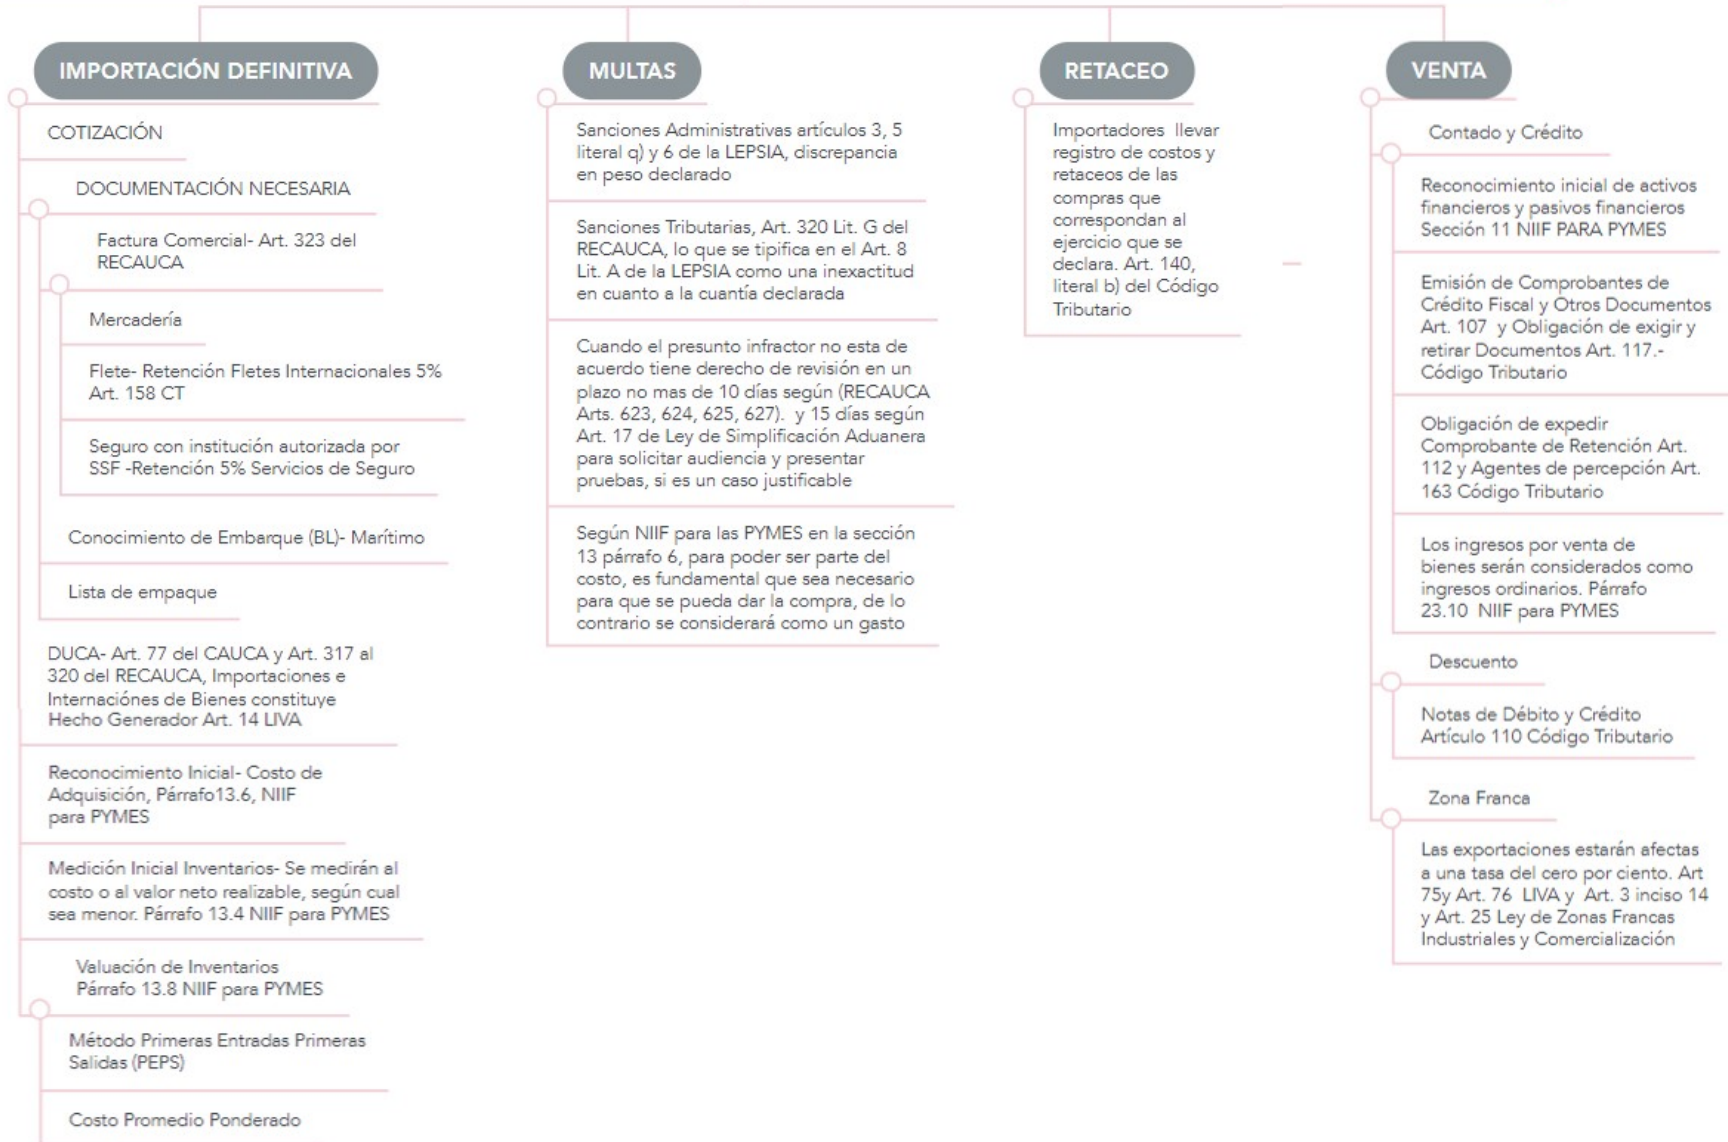 IMPORTACIÓN DEFINITIVA
COTIZACIÓN
DOCUMENTACIÓN NECESARIA
Factura Comercial- Art. 323 del
RECAUCA
Mercadería
Flete- Retención Fletes Internacionales 5%
Art. 158 CT
Seguro con institución autorizada por
SSF -Retención 5% Servicios de Seguro
Conocimiento de Embarque (BL)- Marítimo
Lista de empaque
DUCA- Art. 77 del CAUCA y Art. 317 al
320 del RECAUCA, Importaciones e
Internaciónes de Bienes constituye
Hecho Generador Art. 14 LIVA
Reconocimiento Inicial- Costo de
Adquisición, Párrafo13.6, NIIF
para PYMES
Medición Inicial Inventarios- Se medirán al
costo o al valor neto realizable, según cual
sea menor. Párrafo 13.4 NIIF para PYMES
Valuación de Inventarios
Párrafo 13.8 NIIF para PYMES
Método Primeras Entradas Primeras
Salidas (PEPS)
Costo Promedio Ponderado
MULTAS
Sanciones Administrativas artículos 3, 5
literal q) y 6 de la LEPSIA, discrepancia
en peso declarado
Sanciones Tributarias, Art. 320 Lit. G del
RECAUCA, lo que se tipifica en el Art. 8
Lit. A de la LEPSIA como una inexactitud
en cuanto a la cuantía declarada
Cuando el presunto infractor no esta de
acuerdo tiene derecho de revisión en un
plazo no mas de 10 días según (RECAUCA
Arts. 623, 624, 625, 627). y 15 días según
Art. 17 de Ley de Simplificación Aduanera
para solicitar audiencia y presentar
pruebas, si es un caso justificable
Según NIIF para las PYMES en la sección
13 párrafo 6, para poder ser parte del
costo, es fundamental que sea necesario
para que se pueda dar la compra, de lo
contrario se considerará como un gasto
RETACEO
Importadores llevar
registro de costos y
retaceos de las
compras que
correspondan al
ejercicio que se
declara. Art. 140,
literal b) del Código
Tributario
VENTA
Contado y Crédito
Reconocimiento inicial de activos
financieros y pasivos financieros
Sección 11 NIIF PARA PYMES
Emisión de Comprobantes de
Crédito Fiscal y Otros Documentos
Art. 107 y Obligación de exigir y
retirar Documentos Art. 117.-
Código Tributario
Obligación de expedir
Comprobante de Retención Art.
112 y Agentes de percepción Art.
163 Código Tributario
Los ingresos por venta de
bienes serán considerados como
ingresos ordinarios. Párrafo
23.10 NIIF para PYMES
Descuento
Notas de Débito y Crédito
Artículo 110 Código Tributario
Zona Franca
Las exportaciones estarán afectas
a una tasa del cero por ciento. Art
75y Art. 76 LIVA y Art. 3 inciso 14
y Art. 25 Ley de Zonas Francas
Industriales y Comercialización